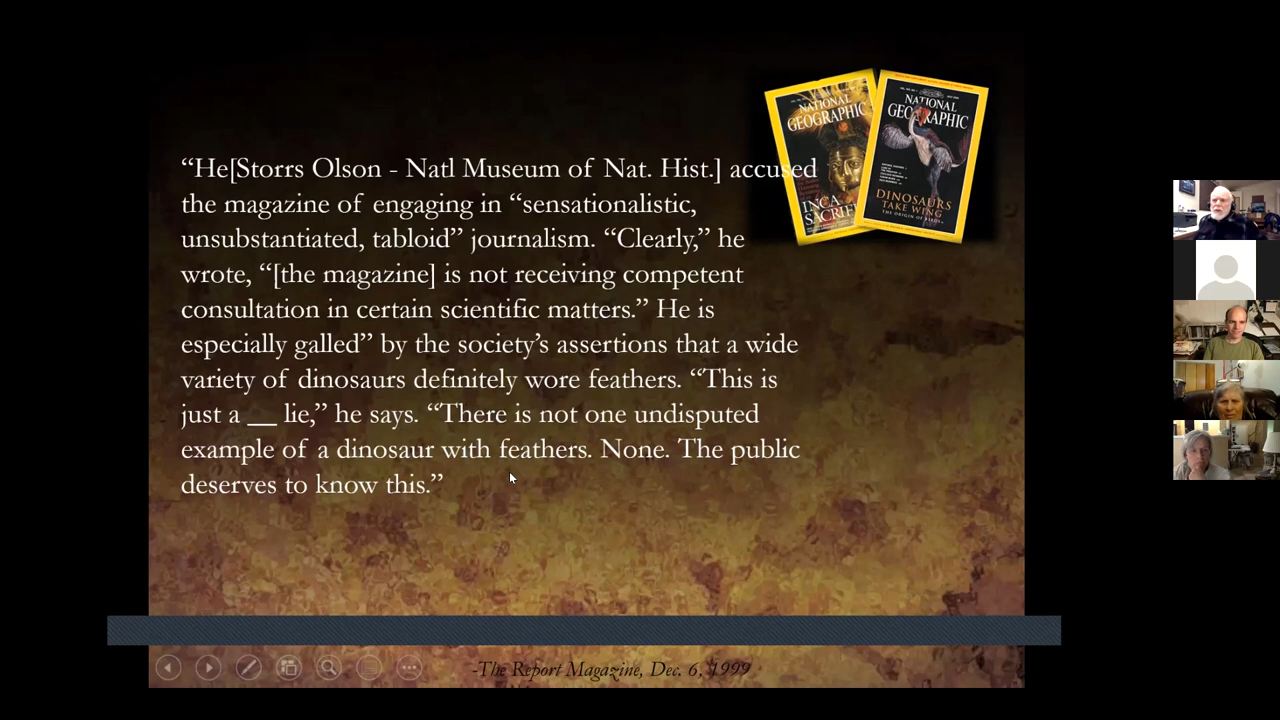 “He[Storrs Olson - Natl Museum of Nat. Hist.] accused
the magazine of engaging in “sensationalistic,
unsubstantiated, tabloid” journalism. “Clearly,” he
wrote, “[the magazine] is not receiving competent
consultation in certain scientific matters.” He is
especially galled” by the society’s assertions that a wide
variety of dinosaurs definitely wore feathers. “This is
just a __ lie,” he says. “There is not one undisputed
example of a dinosaur with feathers. None. The public
deserves to know this.”
NATIONAL
GEOGRAPHIC
INCA
NATIONAL
GEOGRAPHIC
DINOSAURS
TAKE WING
THE ORIGIN OF BIRDS
-The Report Magazine, Dec. 6, 1999